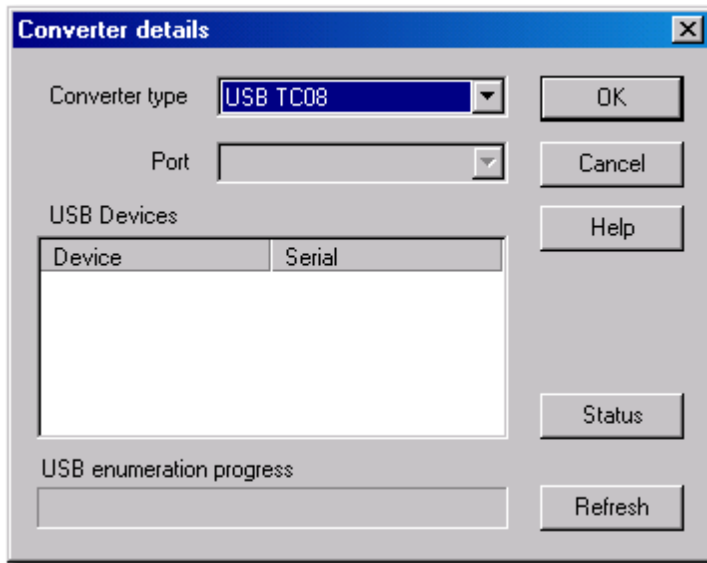 Converter details
Converter type USB TC08 OK
Port Cancel
USB Devices Help
Device Serial
Status
USB enumeration progress
Refresh